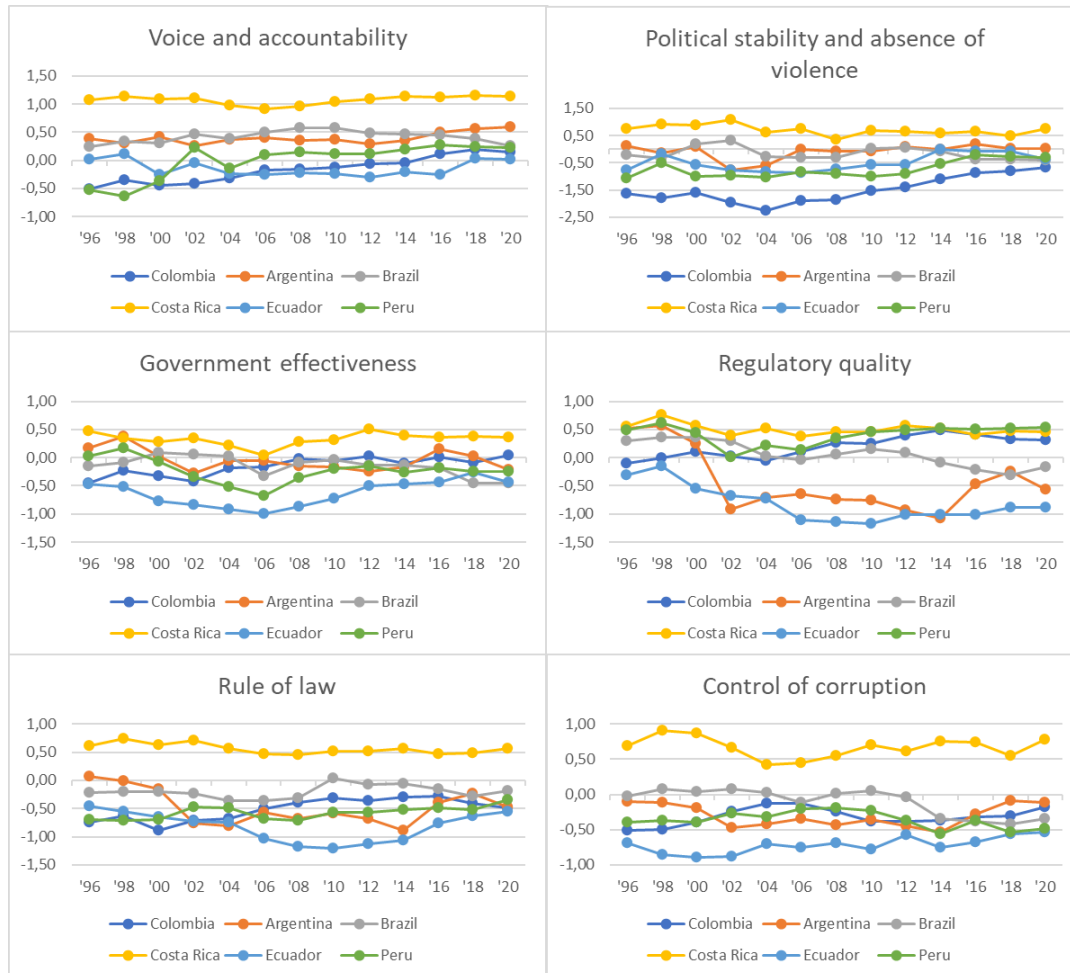 Voice and accountability
1,50
1,00
0,50
0,00
-0,50
-1,00
'96 '98 '00 '02 '04 '06 '08 '10 '12 '14 '16 '18 '20
Colombia Argentina Brazil
Costa Rica Ecuador Peru
Political stability and absence of
violence
1,50
0,50
-0,50
-1,50
-2,50
'96 '98 '00 '02 '04 '06 '08 '10 '12 '14 '16 '18 '20
Colombia Argentina Brazil
Costa Rica Ecuador Peru
Government effectiveness
1,00
0,50
0,00
-0,50
-1,00
-1,50
'96 '98 '00 '02 '04 '06 '08 '10 '12 '14 '16 '18 '20
Colombia Argentina Brazil
Costa Rica Ecuador Peru
Regulatory quality
1,00
0,50
0,00
-0,50
-1,00
-1,50
'96 '98 '00 '02 '04 '06 '08 '10 '12 '14 '16 '18 '20
Colombia Argentina Brazil
Costa Rica Ecuador Peru
Rule of law
1,00
0,50
0,00
-0,50
-1,00
-1,50
'96 '98 '00 '02 '04 '06 '08 '10 '12 '14 '16 '18 '20
Colombia Argentina Brazil
Costa Rica Ecuador Peru
Control of corruption
1,00
0,50
0,00
-0,50
-1,00
'96 '98 '00 '02 '04 '06 '08 '10 '12 '14 '16 '18 '20
Colombia Argentina Brazil
Costa Rica Ecuador Peru